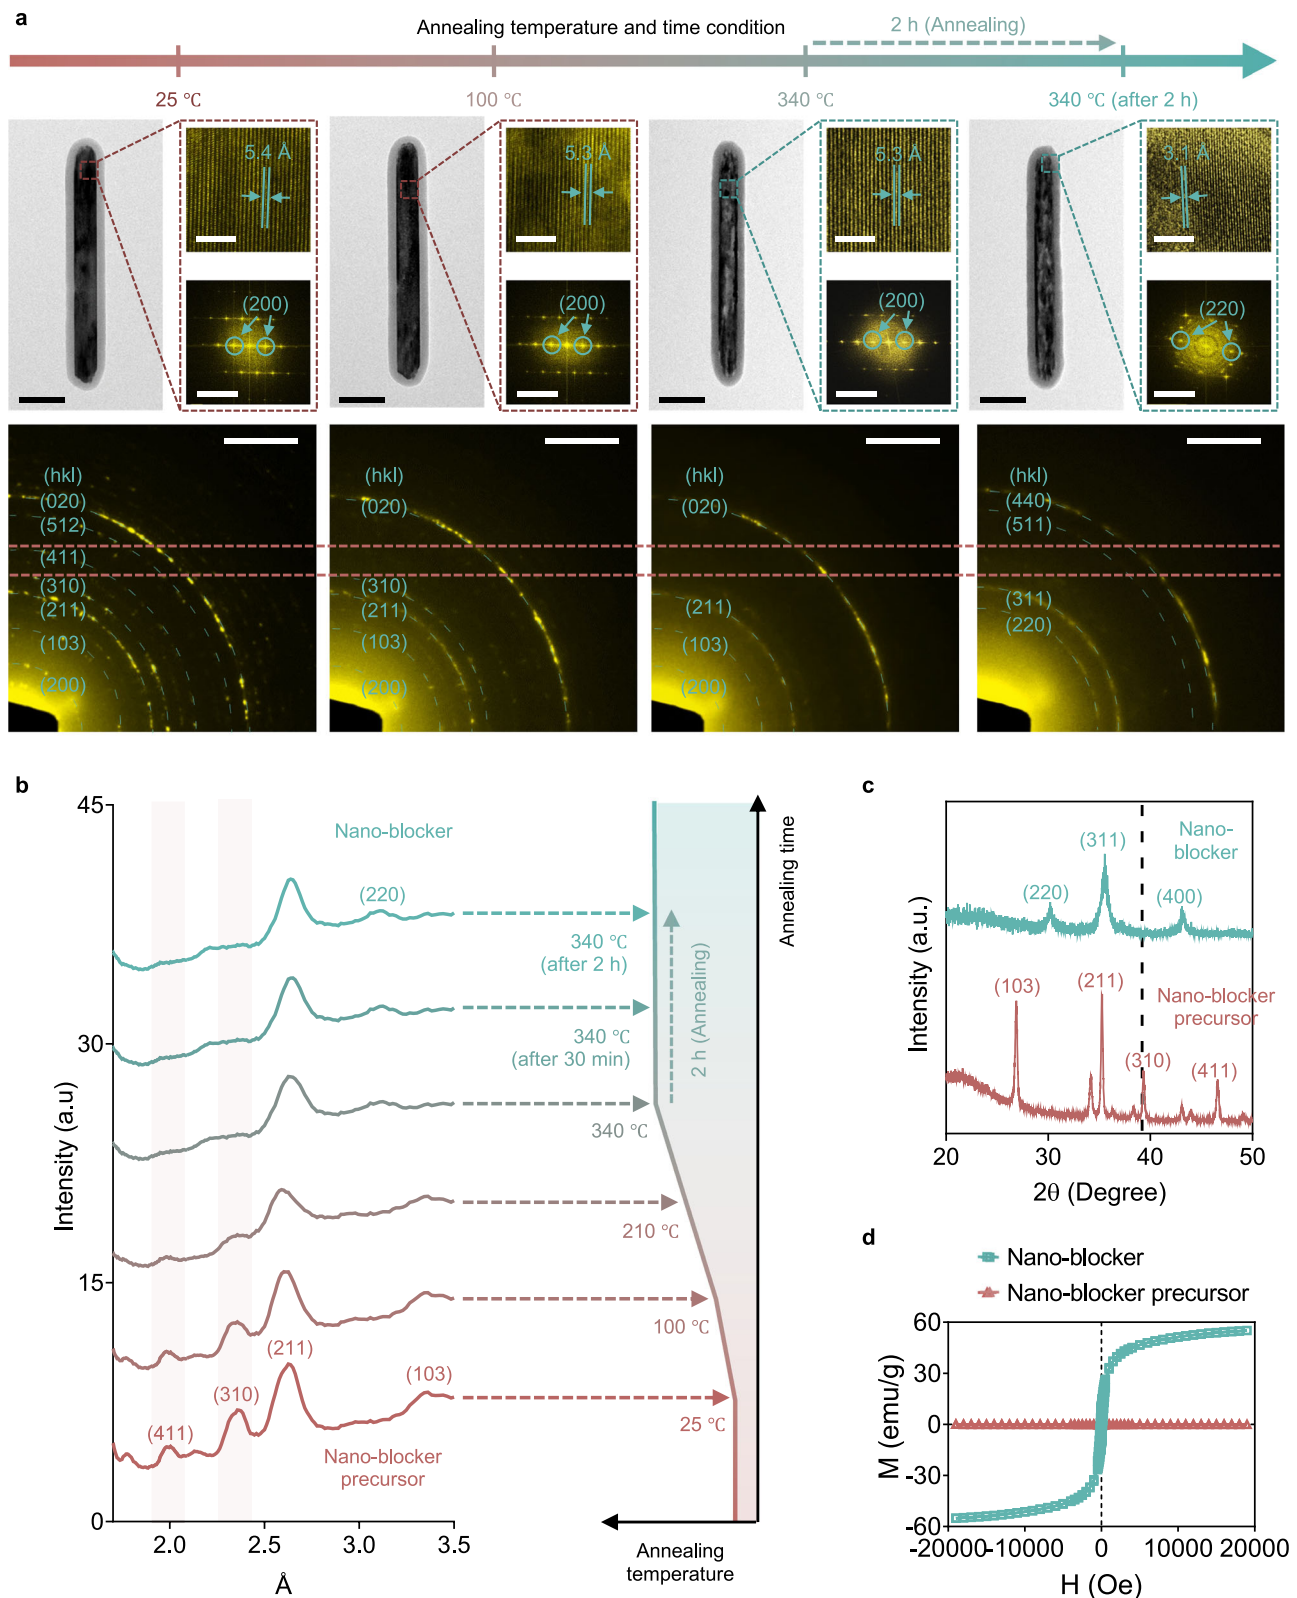 a
Annealing temperature and time condition
2 h (Annealing)
25 °C
100 °C
340 °C
340 °C (after 2 h)
5.4 Å
5.3 Å
5.3 Å
3.1 Å
(200)
(200)
(200)
(220)
(hkl)
(020)
(512)
(411)
(310)
(211)
(103)
(200)
(hkl)
(020)
(310)
(211)
(103)
(200)
(hkl)
(020)
(211)
(103)
(200)
(hkl)
(440)
(511)
(311)
(220)
b
45
30
15
0
Intensity (a.u)
2.0
2.5
3.0
3.5
Å
Nano-blocker
(220)
340 °C
(after 2 h)
340 °C
(after 30 min)
340 °C
210 °C
100 °C
(211)
(310)
(411)
(103)
25 °C
Nano-blocker
precursor
2 h (Annealing)
Annealing time
Annealing
temperature
c
Intensity (a.u.)
Nano-
blocker
(311)
(220)
(400)
Nano-blocker
precursor
(103)
(211)
(310)
(411)
20
30
40
50
2θ (Degree)
d
Nano-blocker
Nano-blocker precursor
M (emu/g)
60
30
0
-30
-60
-20000
-10000
0
10000
20000
H (Oe)